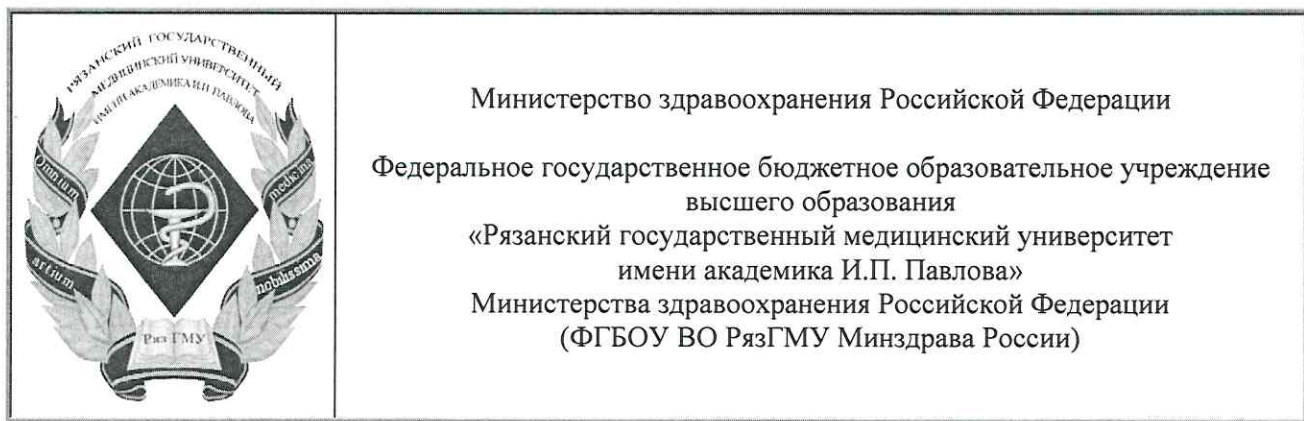 РЯЗАНСКИЙ ГОСУДАРСТВЕННЫЙ
МЕДИЦИНСКИЙ УНИВЕРСИТЕТ
ИМЕНИ АКАДЕМИКА И.П. ПАВЛОВА
Omnium
medicina
artium
nobilissima
Ряз ГМУ
Министерство здравоохранения Российской Федерации
Федеральное государственное бюджетное образовательное учреждение
высшего образования
«Рязанский государственный медицинский университет
имени академика И.П. Павлова»
Министерства здравоохранения Российской Федерации
(ФГБОУ ВО РязГМУ Минздрава России)